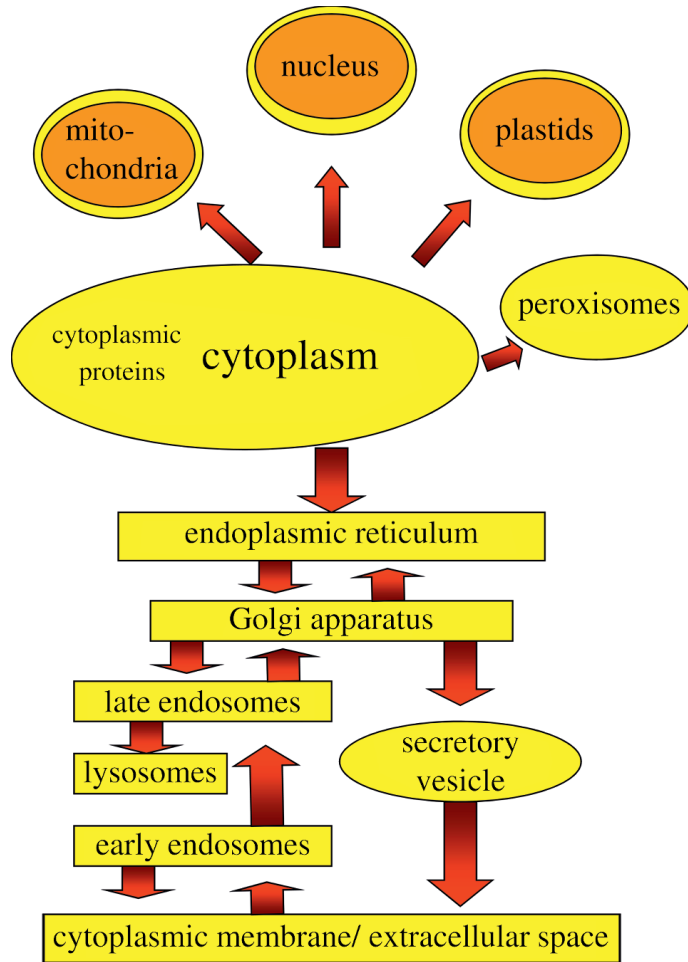 nucleus
mito-
chondria
plastids
peroxisomes
cytoplasmic
proteins
cytoplasm
endoplasmic reticulum
Golgi apparatus
late endosomes
secretory
vesicle
lysosomes
early endosomes
cytoplasmic membrane/ extracellular space